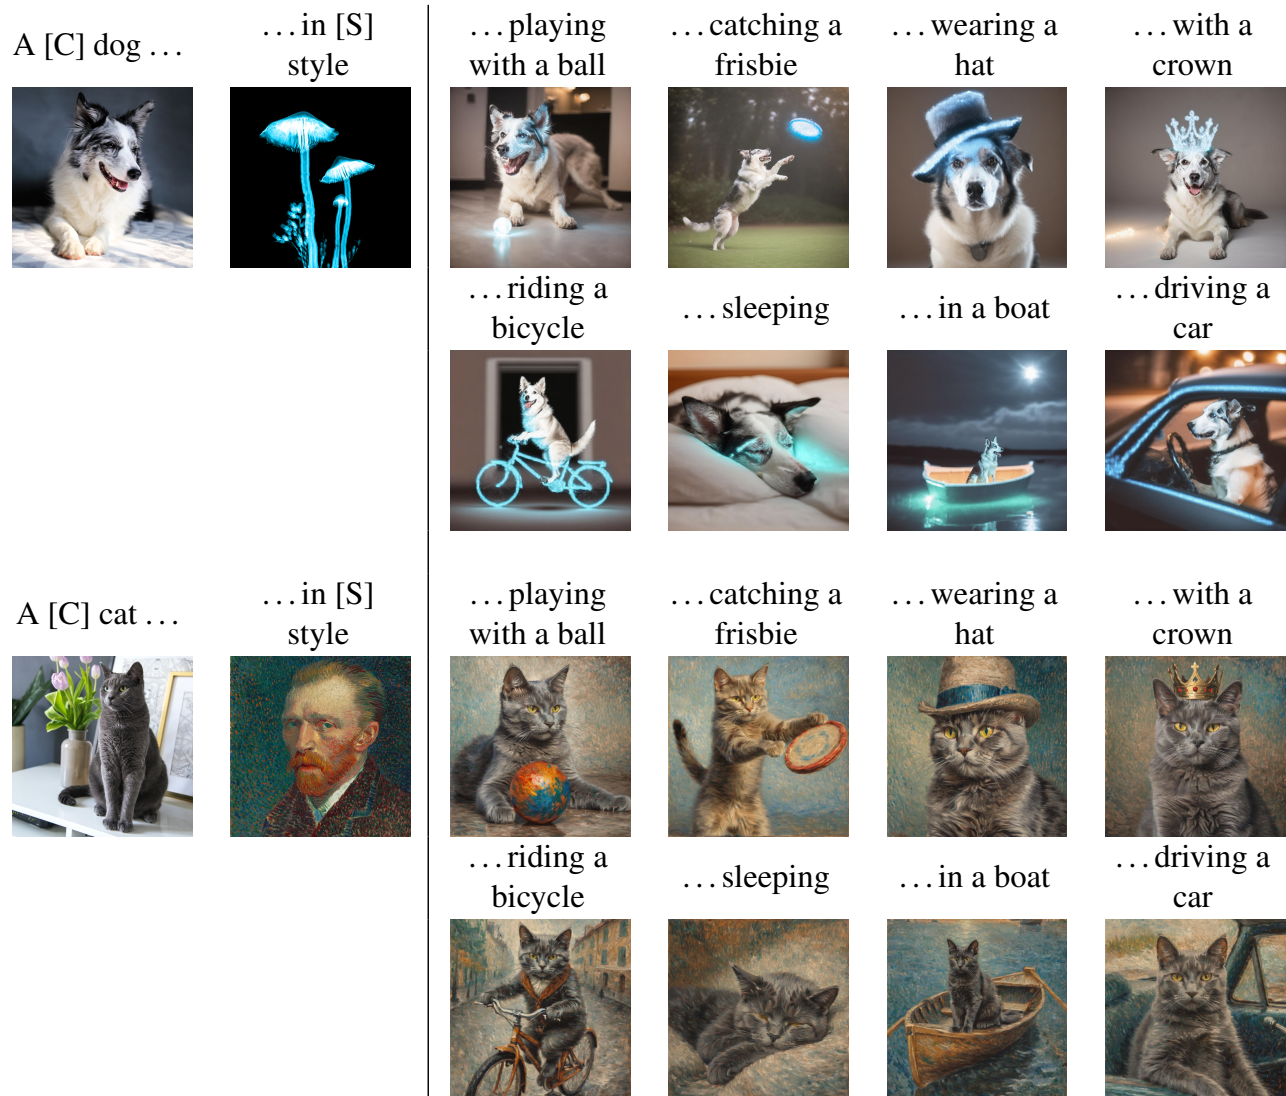 A [C] dog ...
... in [S]
style
... playing
with a ball
... catching a
frisbie
... wearing a
hat
... with a
crown
... riding a
bicycle
... sleeping
... in a boat
... driving a
car
A [C] cat ...
... in [S]
style
... playing
with a ball
... catching a
frisbie
... wearing a
hat
... with a
crown
... riding a
bicycle
... sleeping
... in a boat
... driving a
car